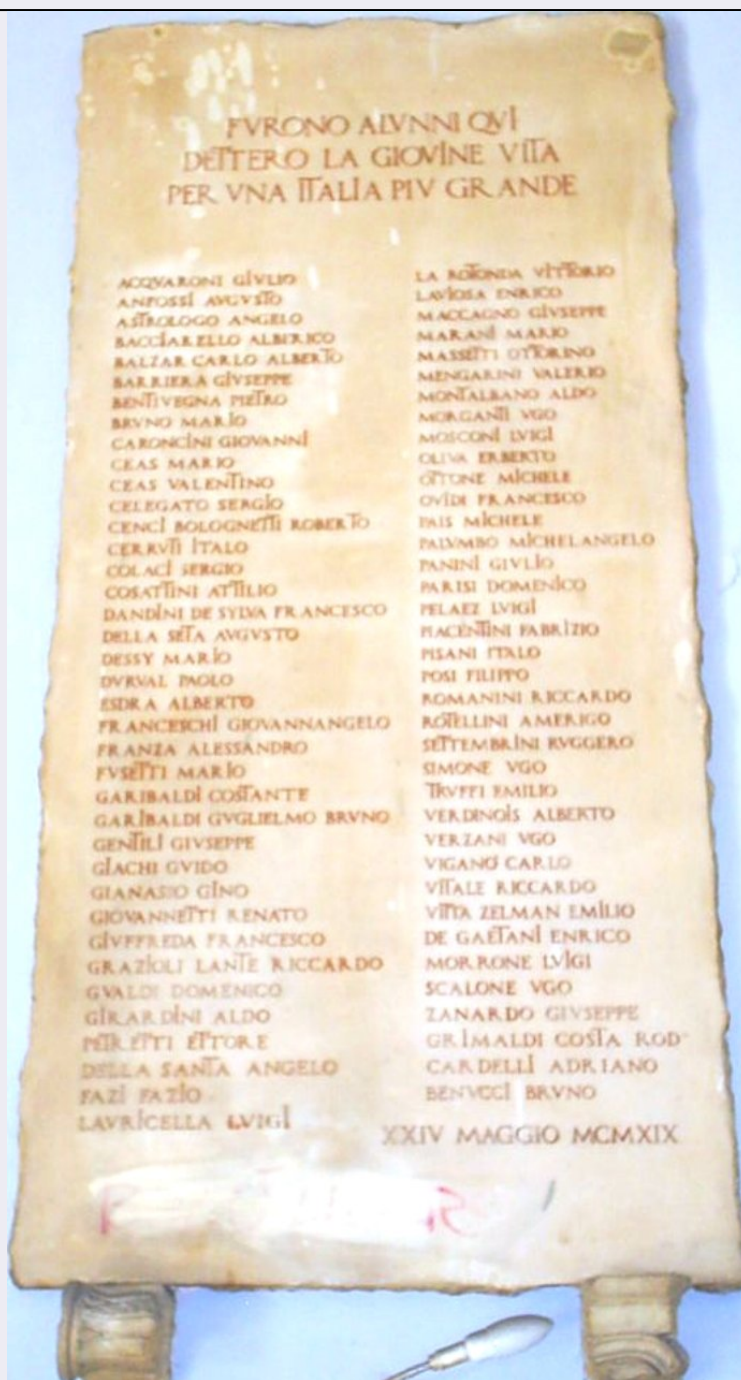 FVRONO ALVNNI QVI
DETTERO LA GIOVINE VITA
PER VNA ITALIA PIV GRANDE
ACQVARONI GIVLIO
ANFOSSI AVGVSTO
ASTROLOGO ANGELO
BACCIARELLO ALBERICO
BALZAR CARLO ALBERTO
BARRIERA GIVSEPPE
BENTIVEGNA PIETRO
BRVNO MARIO
CARONCINI GIOVANNI
CEAS MARIO
CEAS VALENTINO
CELEGATO SERGIO
CENCI BOLOGNETTI ROBERTO
CERRVTI ITALO
COLACI SERGIO
COSATTINI ATTILIO
DANDINI DE SYLVA FRANCESCO
DELLA SETA AVGVSTO
DESSY MARIO
DVRVAL PAOLO
ESDRA ALBERTO
FRANCESCHI GIOVANNANGELO
FRANZA ALESSANDRO
FVSETTI MARIO
GARIBALDI COSTANTE
GARIBALDI GVGLIELMO BRVNO
GENTILI GIVSEPPE
GIACHI GVIDO
GIANASIO GINO
GIOVANNETTI RENATO
GIVFFREDA FRANCESCO
GRAZIOLI LANTE RICCARDO
GVALDI DOMENICO
GIRARDINI ALDO
PETRETTI ETTORE
DELLA SANTA ANGELO
FAZI FAZIO
LAVRICELLA LVIGI
LA ROTONDA VITTORIO
LAVIOSA ENRICO
MACCAGNO GIVSEPPE
MARANI MARIO
MASSETTI OTTORINO
MENGARINI VALERIO
MONTALBANO ALDO
MORGANTI VGO
MOSCONI LVIGI
OLIVA ERBERTO
OTTONE MICHELE
OVIDI FRANCESCO
PAIS MICHELE
PALVMBO MICHELANGELO
PANINI GIVLIO
PARISI DOMENICO
PELAEZ LVIGI
PIACENTINI FABRIZIO
PISANI ITALO
POSI FILIPPO
ROMANINI RICCARDO
ROTELLINI AMERIGO
SETTEMBRINI RVGGERO
SIMONE VGO
TRVFFI EMILIO
VERDINOIS ALBERTO
VERZANI VGO
VIGANO' CARLO
VITALE RICCARDO
VITTA ZELMAN EMILIO
DE GAETANI ENRICO
MORRONE LVIGI
SCALONE VGO
ZANARDO GIVSEPPE
GRIMALDI COSTA ROD
CARDELLI ADRIANO
BENVCCI BRVNO
XXIV MAGGIO MCMXIX